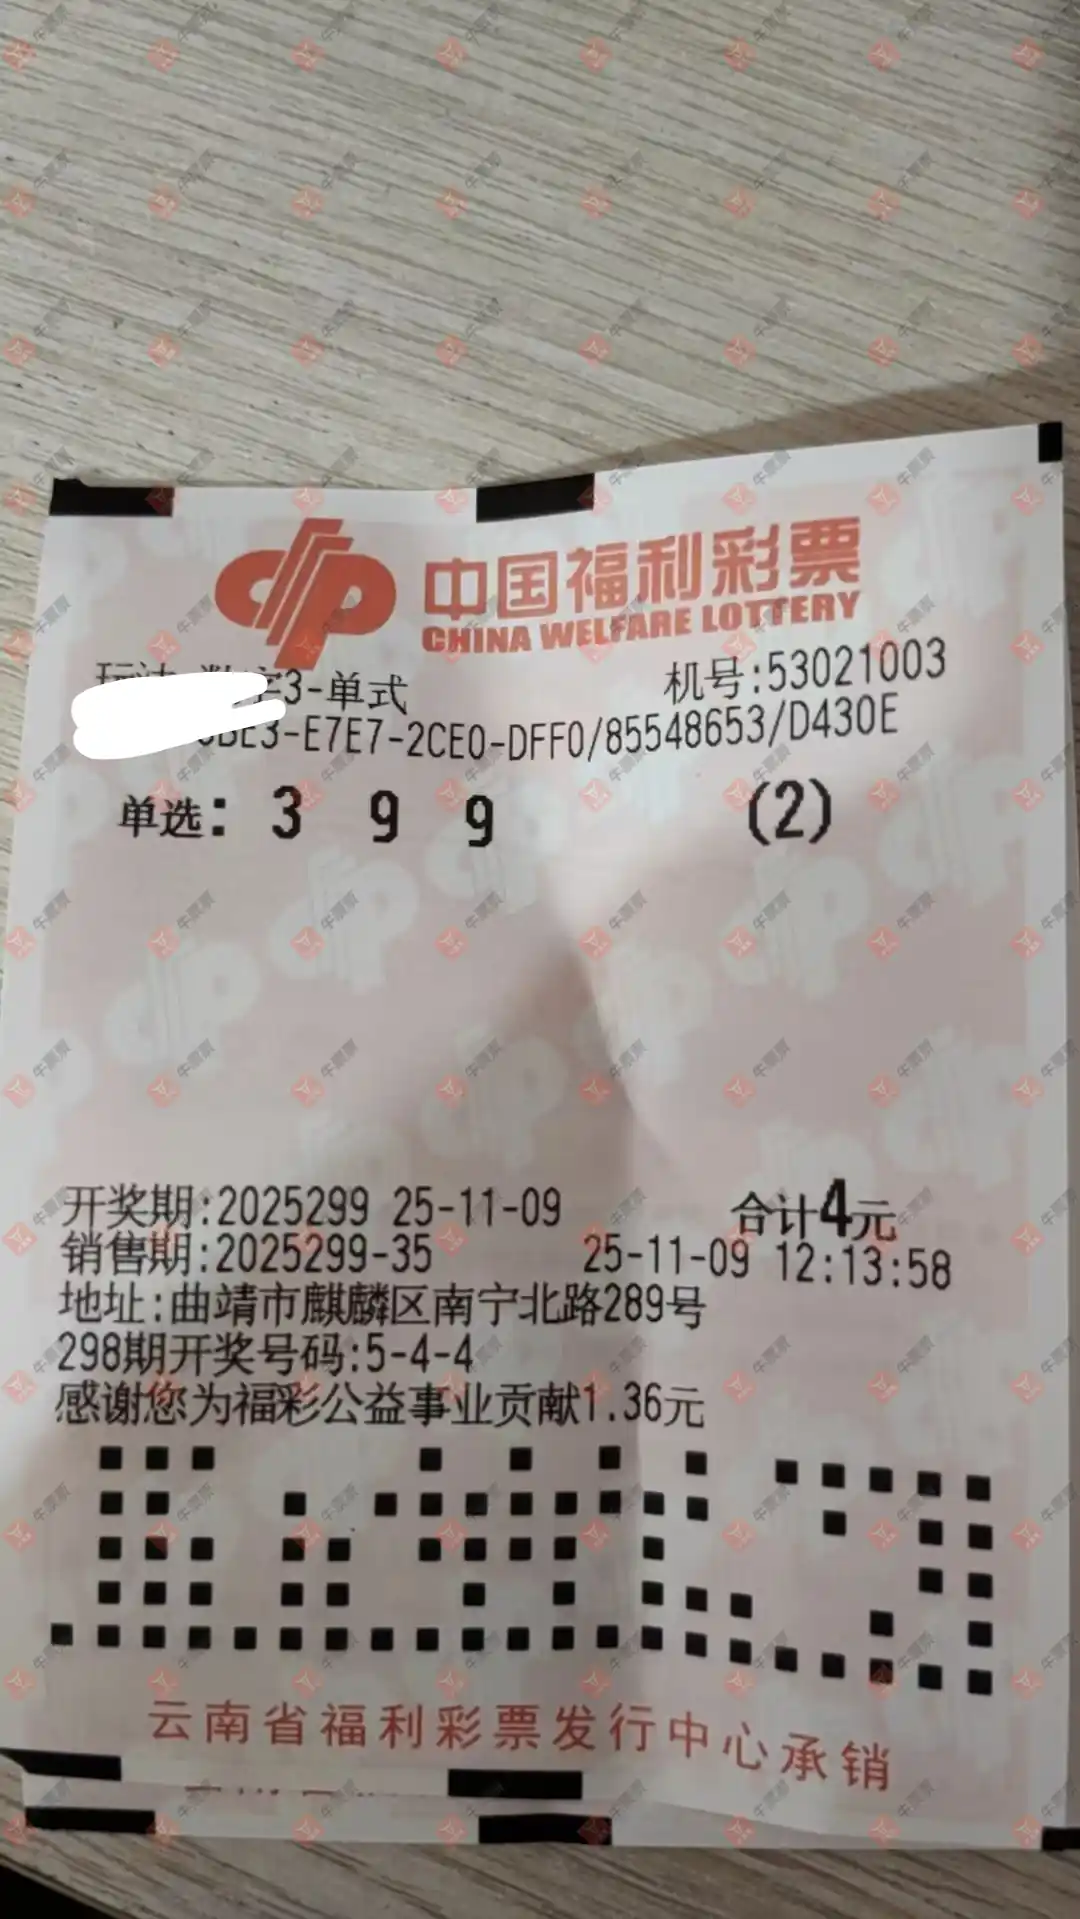 中国福利彩票
CHINA WELFARE LOTTERY
3-单式 机号:53021003
BE3-E7E7-2CE0-DFF0/85548653/D430E
单选: 3 9 9 (2)
开奖期:2025299 25-11-09 合计4元
销售期:2025299-35 25-11-09 12:13:58
地址:曲靖市麒麟区南宁北路289号
298期开奖号码:5-4-4
感谢您为福彩公益事业贡献1.36元
云南省福利彩票发行中心承销
牛票票